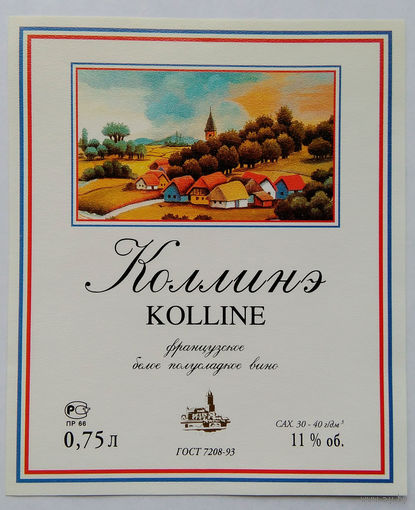 Коллинэ
KOLLINE
французское
белое полусладкое вино
ПР 66
САХ. 30 - 40 г/дм³
0,75 л
ГОСТ 7208-93
11 % об.